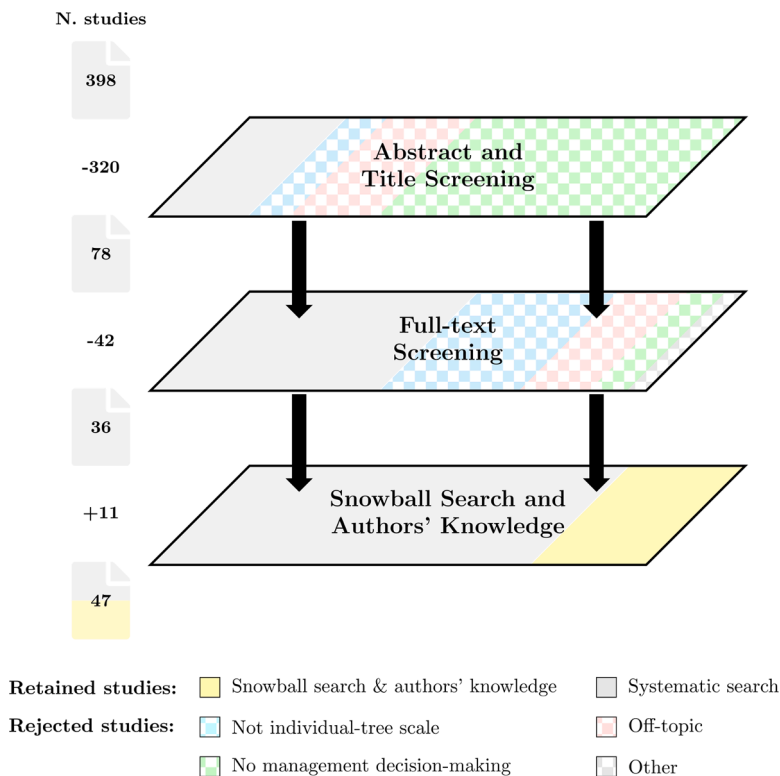 N. studies
398
Abstract and
Title Screening
-320
78
Full-text
Screening
-42
36
Snowball Search and
Authors' Knowledge
+11
47
Retained studies:
Snowball search & authors' knowledge
Systematic search
Rejected studies:
Not individual-tree scale
Off-topic
No management decision-making
Other